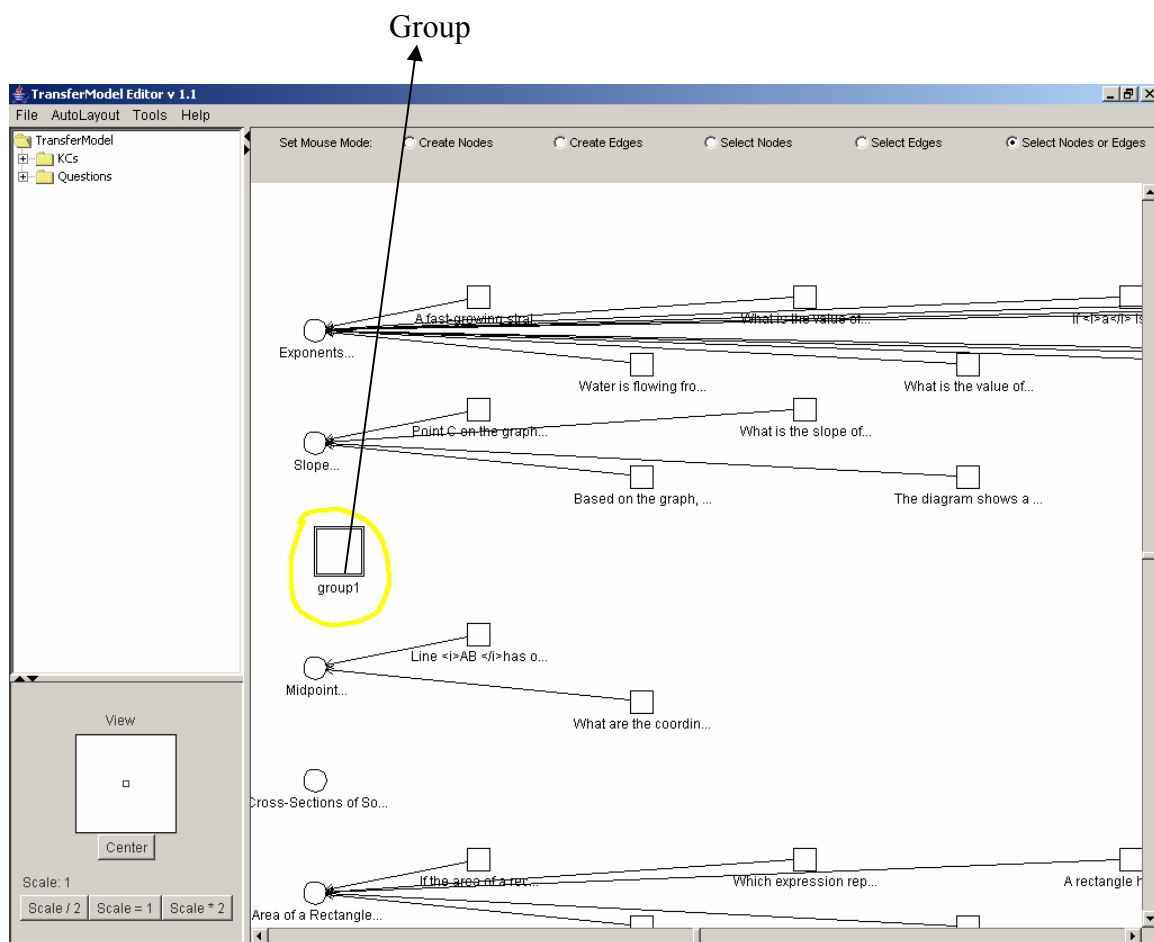 Group
TransferModel Editor v 1.1
File AutoLayout Tools Help
TransferModel
KCs
Questions
Set Mouse Mode: Create Nodes Create Edges Select Nodes Select Edges Select Nodes or Edges
A fast-growing stral... What is the value of... If <i>a</i> is
Exponents...
Water is flowing fro... What is the value of...
Point C on the graph... What is the slope of...
Slope...
Based on the graph, ... The diagram shows a ...
group1
Line <i>AB </i>has o...
Midpoint...
What are the coordin...
Cross-Sections of So...
If the area of a rec... Which expression rep... A rectangle h
Area of a Rectangle...
View
Center
Scale: 1
Scale / 2 Scale = 1 Scale * 2